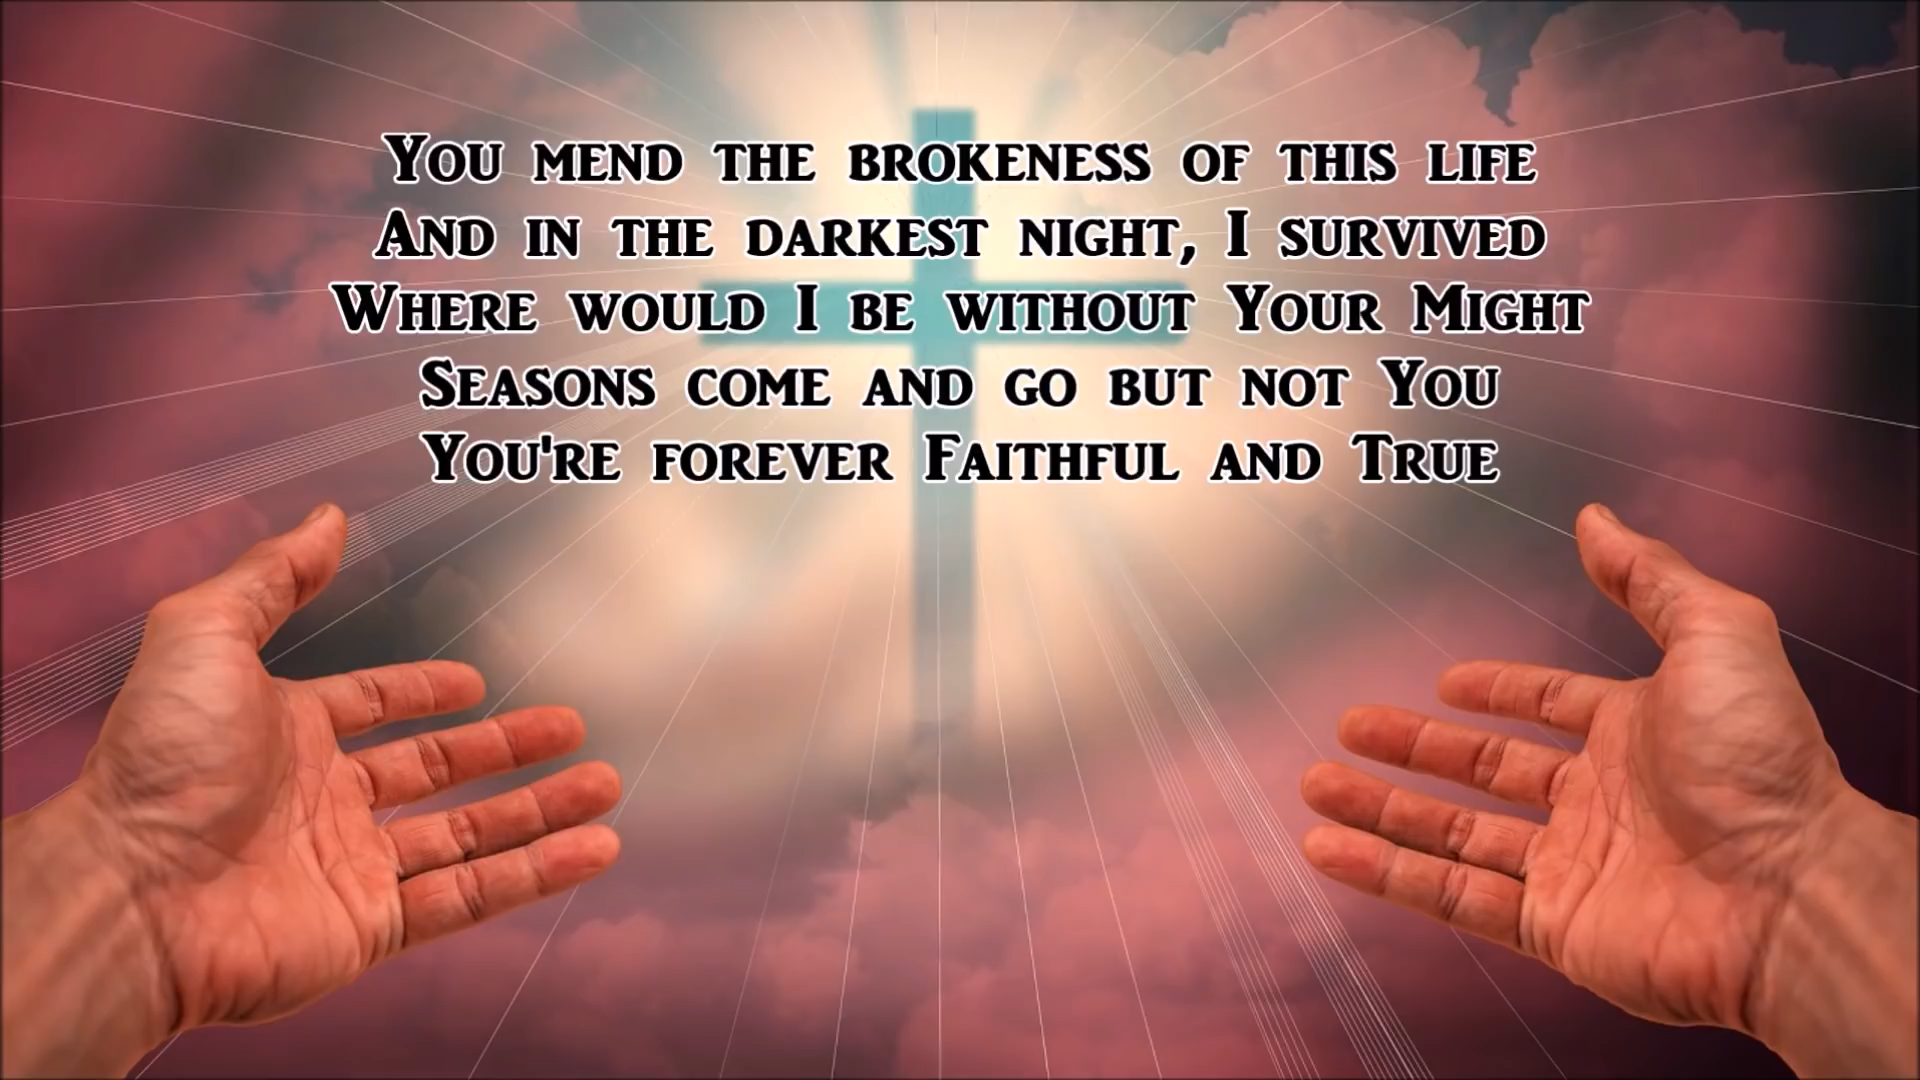 You mend the brokeness of this life
And in the darkest night, I survived
Where would I be without Your Might
Seasons come and go but not You
You're forever Faithful and True